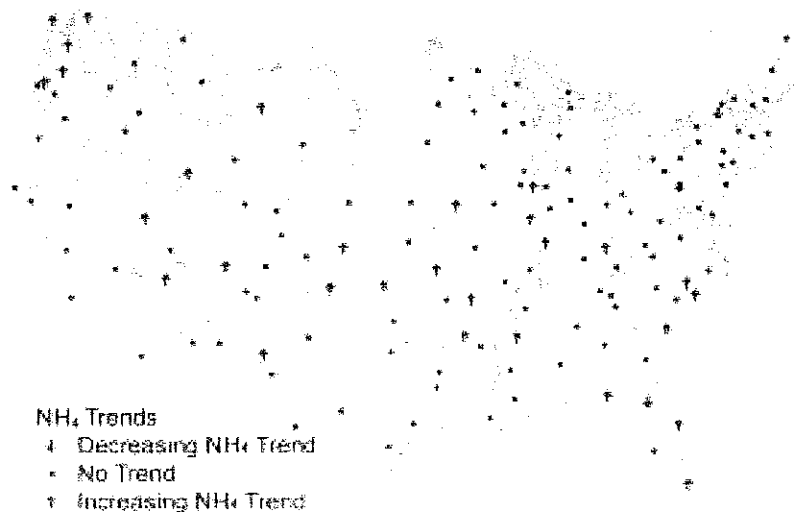 NH₄ Trends
Decreasing NH₄ Trend
No Trend
Increasing NH₄ Trend